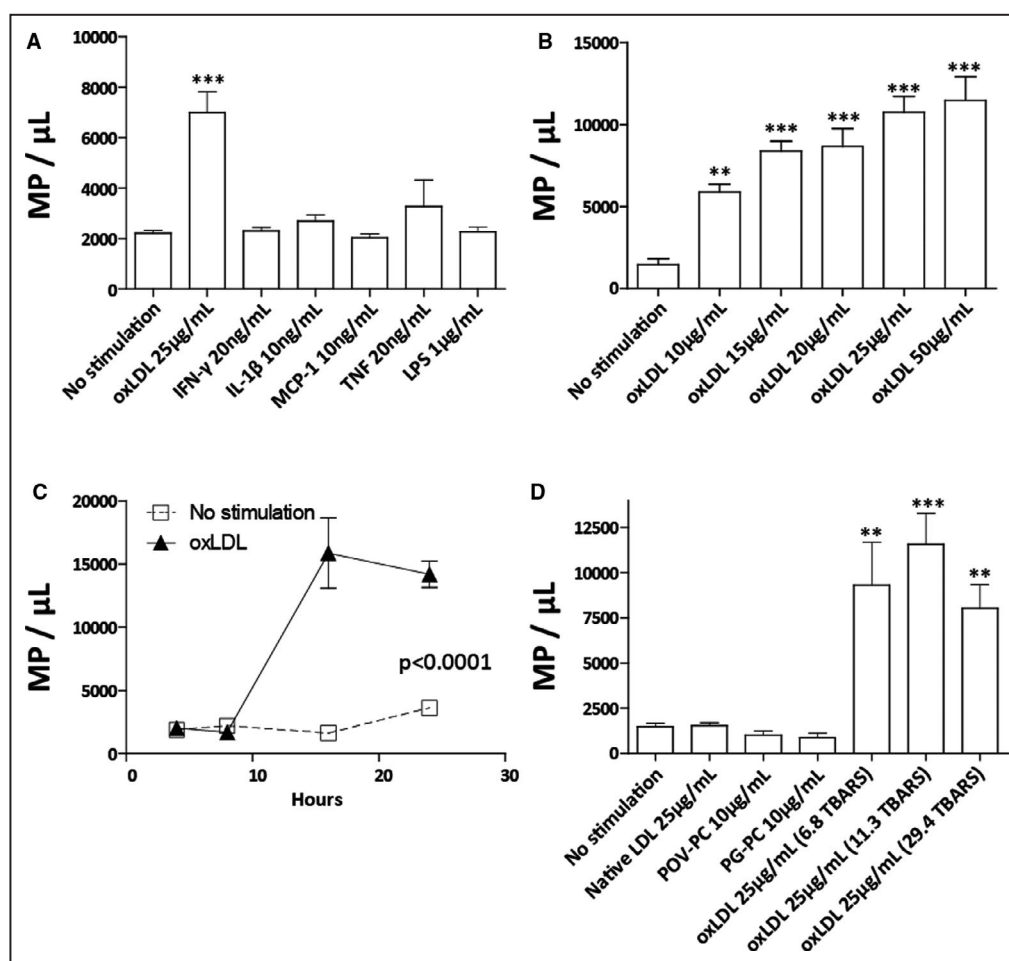 A
MP / µL
10000
8000
6000
4000
2000
0
***
No stimulation
oxLDL 25µg/mL
IFN-γ 20ng/mL
IL-1β 10ng/mL
MCP-1 10ng/mL
TNF 20ng/mL
LPS 1µg/mL
B
MP / µL
15000
10000
5000
0
**
***
***
***
***
No stimulation
oxLDL 10µg/mL
oxLDL 15µg/mL
oxLDL 20µg/mL
oxLDL 25µg/mL
oxLDL 50µg/mL
C
MP / µL
20000
15000
10000
5000
0
No stimulation
oxLDL
p<0.0001
0 10 20 30
Hours
D
MP / µL
12500
10000
7500
5000
2500
0
**
***
**
No stimulation
Native LDL 25µg/mL
POV-PC 10µg/mL
PG-PC 10µg/mL
oxLDL 25µg/mL (6.8 TBARS)
oxLDL 25µg/mL (11.3 TBARS)
oxLDL 25µg/mL (29.4 TBARS)